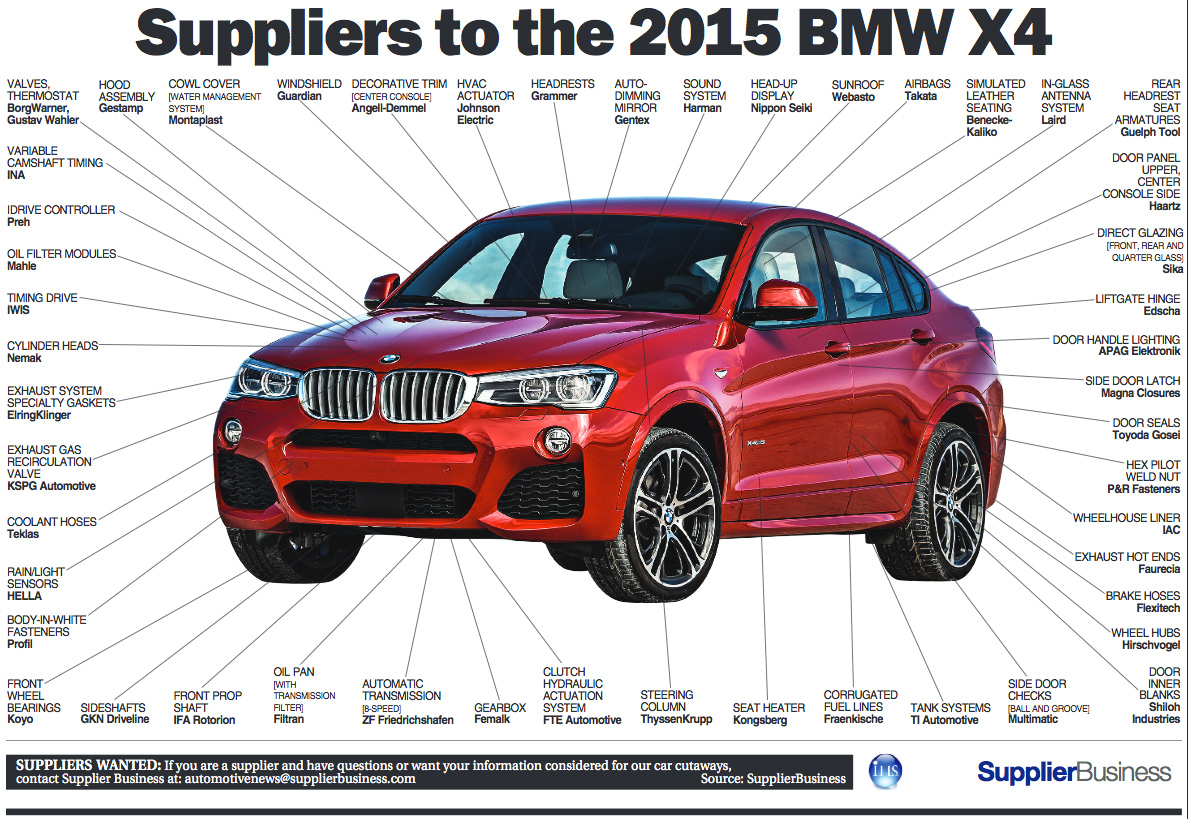 Suppliers to the 2015 BMW X4
VALVES,
THERMOSTAT
BorgWarner,
Gustav Wahler
HOOD
ASSEMBLY
Gestamp
COWL COVER
[WATER MANAGEMENT
SYSTEM]
Montaplast
WINDSHIELD
Guardian
DECORATIVE TRIM
[CENTER CONSOLE]
Angell-Demmel
HVAC
ACTUATOR
Johnson
Electric
HEADRESTS
Grammer
AUTO-
DIMMING
MIRROR
Gentex
SOUND
SYSTEM
Harman
HEAD-UP
DISPLAY
Nippon Seiki
SUNROOF
Webasto
AIRBAGS
Takata
SIMULATED
LEATHER
SEATING
Benecke-
Kaliko
IN-GLASS
ANTENNA
SYSTEM
Laird
REAR
HEADREST
SEAT
ARMATURES
Guelph Tool
VARIABLE
CAMSHAFT TIMING
INA
IDRIVE CONTROLLER
Preh
OIL FILTER MODULES
Mahle
TIMING DRIVE
IWIS
CYLINDER HEADS
Nemak
EXHAUST SYSTEM
SPECIALTY GASKETS
ElringKlinger
EXHAUST GAS
RECIRCULATION
VALVE
KSPG Automotive
COOLANT HOSES
Teklas
RAIN/LIGHT
SENSORS
HELLA
BODY-IN-WHITE
FASTENERS
Profil
DOOR PANEL
UPPER,
CENTER
CONSOLE SIDE
Haartz
DIRECT GLAZING
[FRONT, REAR AND
QUARTER GLASS]
Sika
LIFTGATE HINGE
Edscha
DOOR HANDLE LIGHTING
APAG Elektronik
SIDE DOOR LATCH
Magna Closures
DOOR SEALS
Toyoda Gosei
HEX PILOT
WELD NUT
P&R Fasteners
WHEELHOUSE LINER
IAC
EXHAUST HOT ENDS
Faurecia
BRAKE HOSES
Flexitech
WHEEL HUBS
Hirschvogel
FRONT
WHEEL
BEARINGS
Koyo
SIDESHAFTS
GKN Driveline
FRONT PROP
SHAFT
IFA Rotorion
OIL PAN
[WITH
TRANSMISSION
FILTER]
Filtran
AUTOMATIC
TRANSMISSION
[8-SPEED]
ZF Friedrichshafen
GEARBOX
Femalk
CLUTCH
HYDRAULIC
ACTUATION
SYSTEM
FTE Automotive
STEERING
COLUMN
ThyssenKrupp
SEAT HEATER
Kongsberg
CORRUGATED
FUEL LINES
Fraenkische
TANK SYSTEMS
TI Automotive
SIDE DOOR
CHECKS
[BALL AND GROOVE]
Multimatic
DOOR
INNER
BLANKS
Shiloh
Industries
SUPPLIERS WANTED: If you are a supplier and have questions or want your information considered for our car cutaways,
contact Supplier Business at: automotivenews@supplierbusiness.com
Source: SupplierBusiness
IHS
SupplierBusiness